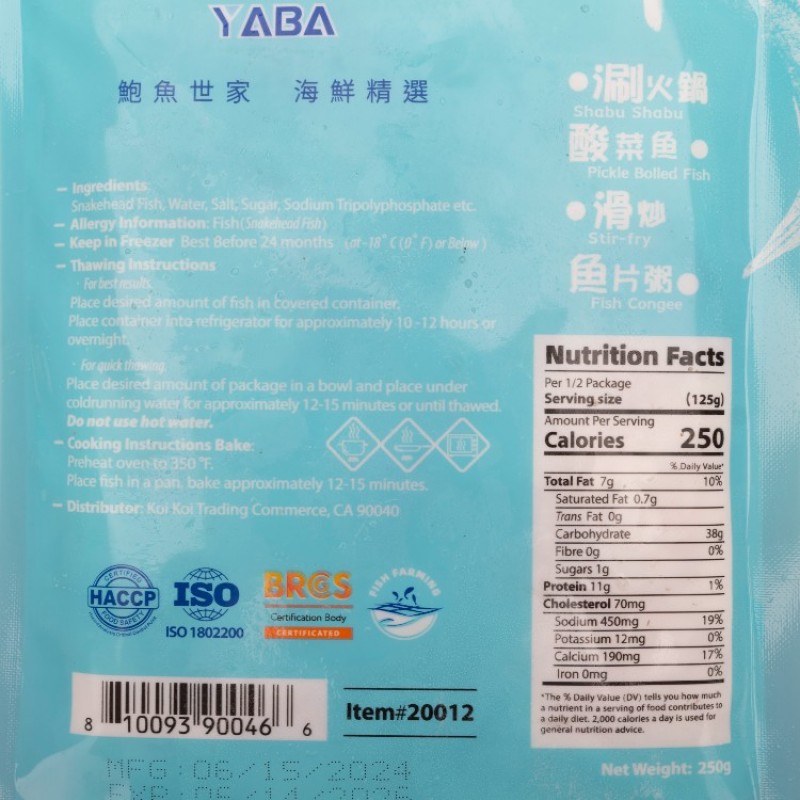 YABA
鮑魚世家 海鮮精選
•涮火鍋
Shabu Shabu
酸菜魚•
Pickle Bolled Fish
•滑炒
Stir-fry
魚片粥•
Fish Congee
– Ingredients:
Snakehead Fish, Water, Salt, Sugar, Sodium Tripolyphosphate etc.
– Allergy Information: Fish(Snakehead Fish)
– Keep in Freezer Best Before 24 months (at -18° C (0° F) or Below )
– Thawing Instructions
· For best results.
Place desired amount of fish in covered container.
Place container into refrigerator for approximately 10 -12 hours or
overnight.
· For quick thawing.
Place desired amount of package in a bowl and place under
coldrunning water for approximately 12-15 minutes or until thawed.
Do not use hot water.
– Cooking Instructions Bake:
Preheat oven to 350 °F.
Place fish in a pan, bake approximately 12-15 minutes.
– Distributor: Koi Koi Trading Commerce, CA 90040
CERTIFIED
HACCP
FOOD SAFETY
ISO
ISO 1802200
BRCGS
Certification Body
CERTIFICATED
FISH FARMING
8 10093 90046 6
Item#20012
MFG:06/15/2024
EXP:06/14/2026
Nutrition Facts
Per 1/2 Package
Serving size (125g)
Amount Per Serving
Calories 250
% Daily Value*
Total Fat 7g 10%
Saturated Fat 0.7g
Trans Fat 0g
Carbohydrate 38g
Fibre 0g 0%
Sugars 1g
Protein 11g 1%
Cholesterol 70mg
Sodium 450mg 19%
Potassium 12mg 0%
Calcium 190mg 17%
Iron 0mg 0%
*The % Daily Value (DV) tells you how much
a nutrient in a serving of food contributes to
a daily diet. 2,000 calories a day is used for
general nutrition advice.
Net Weight: 250g